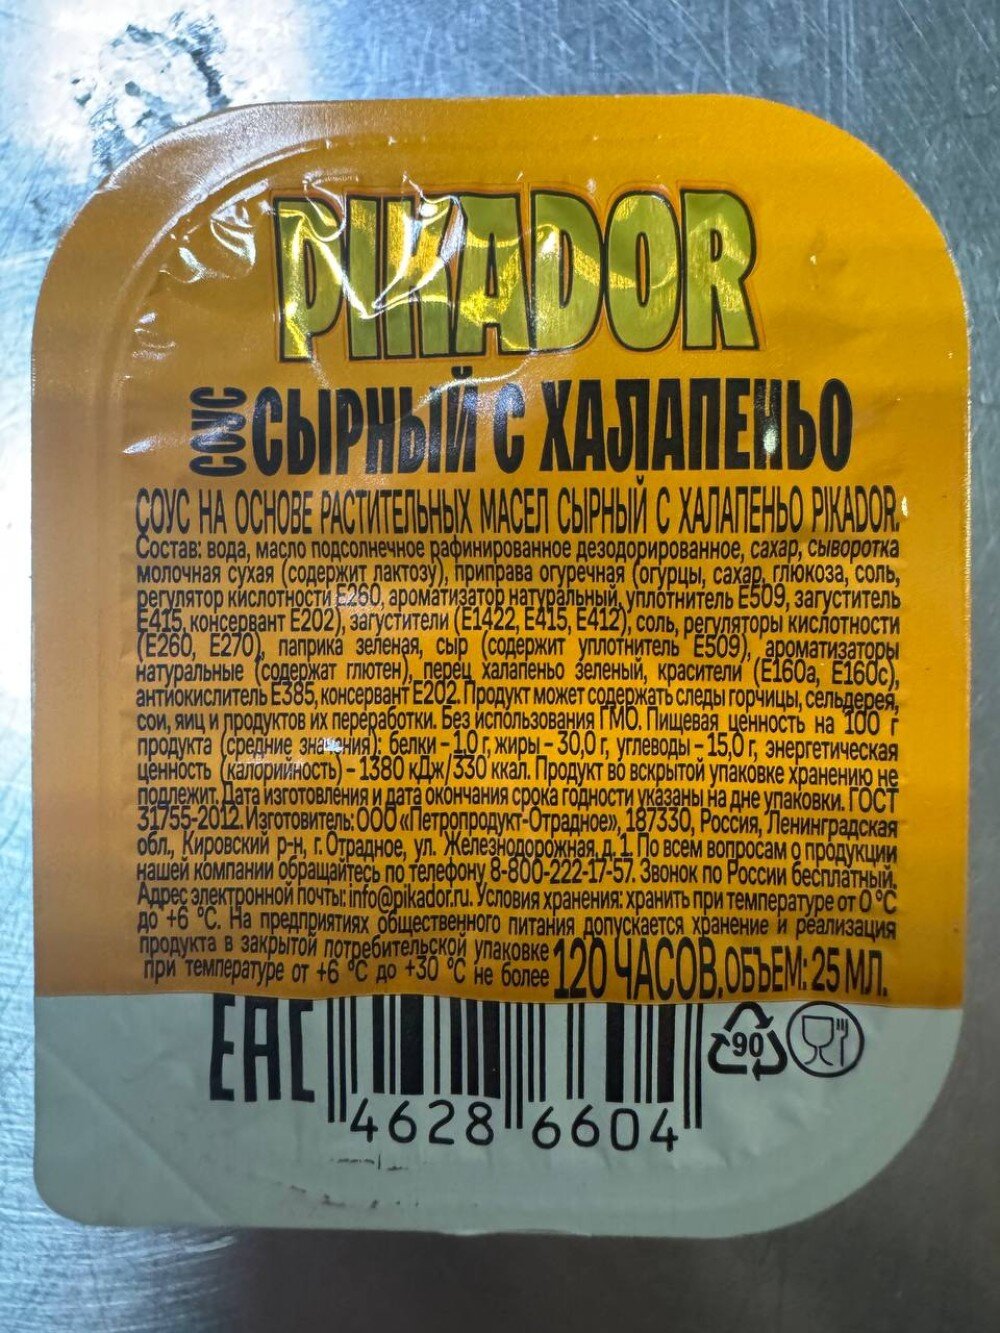 PIKADOR
СОУС СЫРНЫЙ С ХАЛАПЕНЬО
СОУС НА ОСНОВЕ РАСТИТЕЛЬНЫХ МАСЕЛ СЫРНЫЙ С ХАЛАПЕНЬО PIKADOR.
Состав: вода, масло подсолнечное рафинированное дезодорированное, сахар, сыворотка
молочная сухая (содержит лактозу), приправа огуречная (огурцы, сахар, глюкоза, соль,
регулятор кислотности Е260, ароматизатор натуральный, уплотнитель Е509, загуститель
Е415, консервант Е202), загустители (Е1422, Е415, Е412), соль, регуляторы кислотности
(Е260, Е270), паприка зеленая, сыр (содержит уплотнитель Е509), ароматизаторы
натуральные (содержат глютен), перец халапеньо зеленый, красители (Е160а, Е160с),
антиокислитель Е385, консервант Е202. Продукт может содержать следы горчицы, сельдерея,
сои, яиц и продуктов их переработки. Без использования ГМО. Пищевая ценность на 100 г
продукта (средние значения): белки – 1,0 г, жиры – 30,0 г, углеводы – 15,0 г, энергетическая
ценность (калорийность) – 1380 кДж/330 ккал. Продукт во вскрытой упаковке хранению не
подлежит. Дата изготовления и дата окончания срока годности указаны на дне упаковки. ГОСТ
31755-2012. Изготовитель: ООО «Петропродукт-Отрадное», 187330, Россия, Ленинградская
обл., Кировский р-н, г. Отрадное, ул. Железнодорожная, д. 1. По всем вопросам о продукции
нашей компании обращайтесь по телефону 8-800-222-17-57. Звонок по России бесплатный.
Адрес электронной почты: info@pikador.ru. Условия хранения: хранить при температуре от 0 °С
до +6 °С. На предприятиях общественного питания допускается хранение и реализация
продукта в закрытой потребительской упаковке
при температуре от +6 °С до +30 °С не более 120 ЧАСОВ. ОБЪЕМ: 25 МЛ.
EAC
90
4628 6604